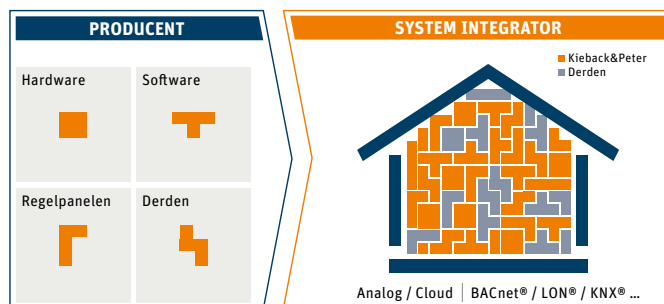 PRODUCENT
Hardware
Software
Regelpanelen
Derden
SYSTEM INTEGRATOR
Kieback&Peter
Derden
Analog / Cloud | BACnet® / LON® / KNX® ...